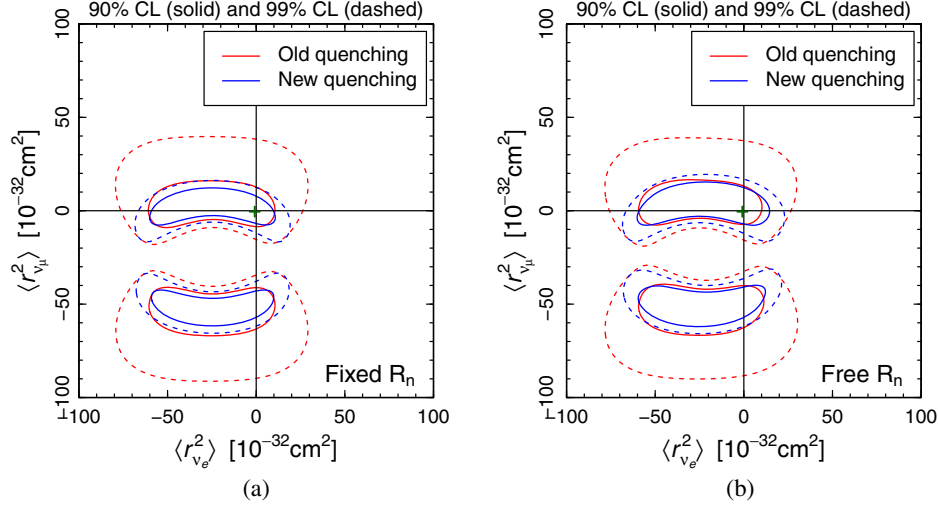 90% CL (solid) and 99% CL (dashed)
Old quenching
New quenching
⟨r²_νμ⟩ [10⁻³²cm²]
100
50
0
−50
−100
Fixed Rₙ
⊥100 −50 0 50 100
⟨r²_νe⟩ [10⁻³²cm²]
(a)
90% CL (solid) and 99% CL (dashed)
Old quenching
New quenching
⟨r²_νμ⟩ [10⁻³²cm²]
100
50
0
−50
−100
Free Rₙ
⊥100 −50 0 50 100
⟨r²_νe⟩ [10⁻³²cm²]
(b)